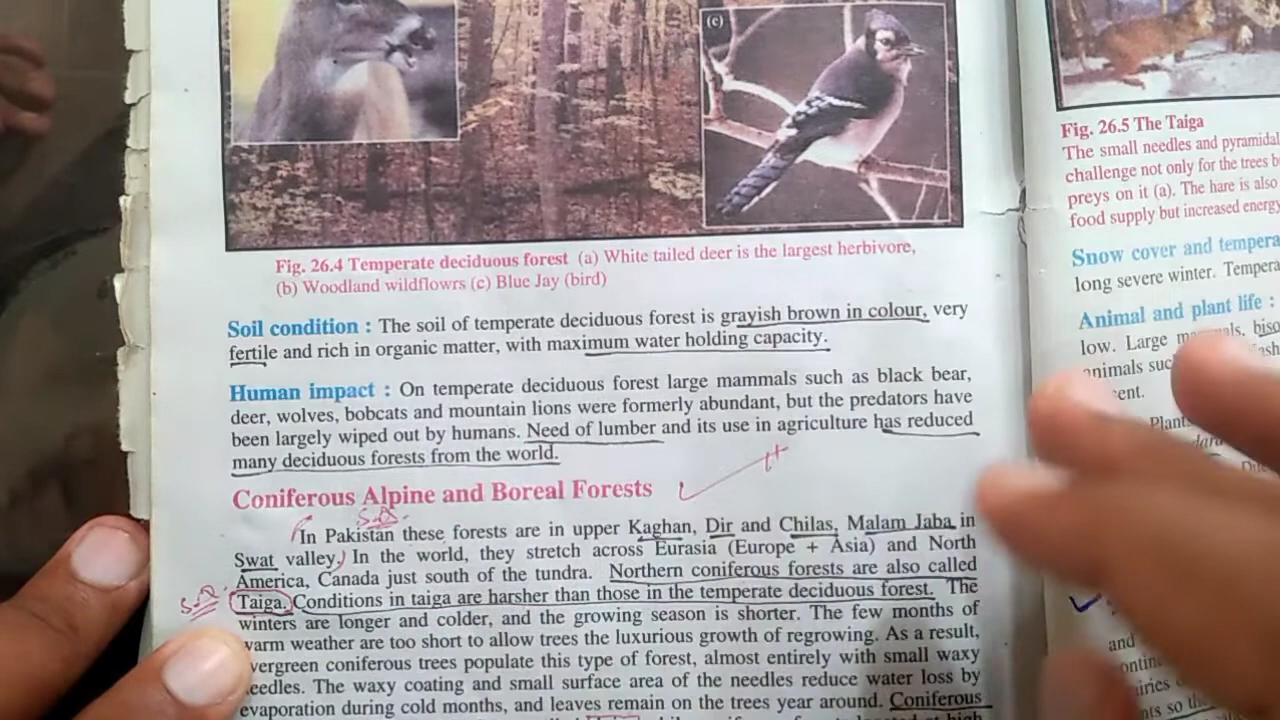 (c)
Fig. 26.4 Temperate deciduous forest (a) White tailed deer is the largest herbivore,
(b) Woodland wildflowrs (c) Blue Jay (bird)
Soil condition : The soil of temperate deciduous forest is grayish brown in colour, very
fertile and rich in organic matter, with maximum water holding capacity.
Human impact : On temperate deciduous forest large mammals such as black bear,
deer, wolves, bobcats and mountain lions were formerly abundant, but the predators have
been largely wiped out by humans. Need of lumber and its use in agriculture has reduced
many deciduous forests from the world.
Coniferous Alpine and Boreal Forests
S.Q.
In Pakistan these forests are in upper Kaghan, Dir and Chilas, Malam Jaba in
Swat valley. In the world, they stretch across Eurasia (Europe + Asia) and North
America, Canada just south of the tundra. Northern coniferous forests are also called
S.Q. Taiga. Conditions in taiga are harsher than those in the temperate deciduous forest. The
winters are longer and colder, and the growing season is shorter. The few months of
warm weather are too short to allow trees the luxurious growth of regrowing. As a result,
vergreen coniferous trees populate this type of forest, almost entirely with small waxy
eedles. The waxy coating and small surface area of the needles reduce water loss by
evaporation during cold months, and leaves remain on the trees year around. Coniferous
Fig. 26.5 The Taiga
The small needles and pyramidal
challenge not only for the trees b
preys on it (a). The hare is also
food supply but increased energy
Snow cover and tempera
long severe winter. Tempera
Animal and plant life :
low. Large
animals suc
ent.
Plant
and